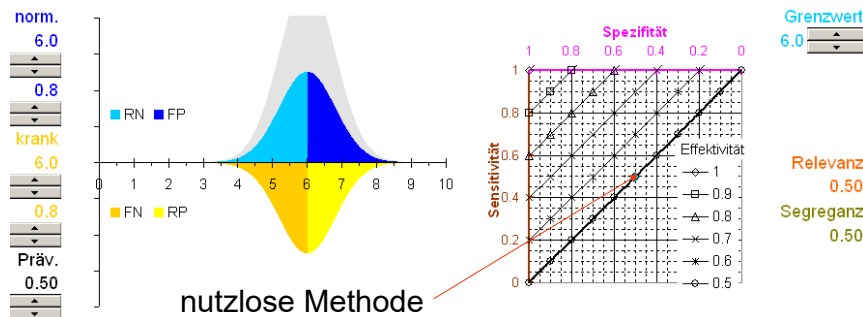 norm.
6.0
0.8
krank
6.0
0.8
Präv.
0.50
RN FP
FN RP
0 1 2 3 4 5 6 7 8 9 10
nutzlose Methode
Spezifität
1 0.8 0.6 0.4 0.2 0
Sensitivität
1
0.8
0.6
0.4
0.2
0
Effektivität
1
0.9
0.8
0.7
0.6
0.5
Grenzwert
6.0
Relevanz
0.50
Segreganz
0.50